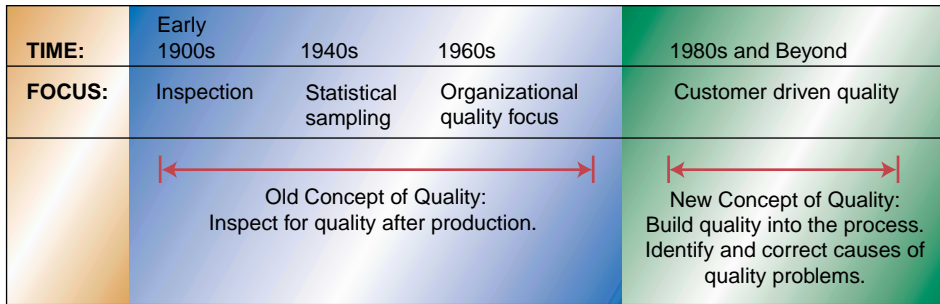 TIME:
Early
1900s
1940s
1960s
1980s and Beyond
FOCUS:
Inspection
Statistical
sampling
Organizational
quality focus
Customer driven quality
Old Concept of Quality:
Inspect for quality after production.
New Concept of Quality:
Build quality into the process.
Identify and correct causes of
quality problems.